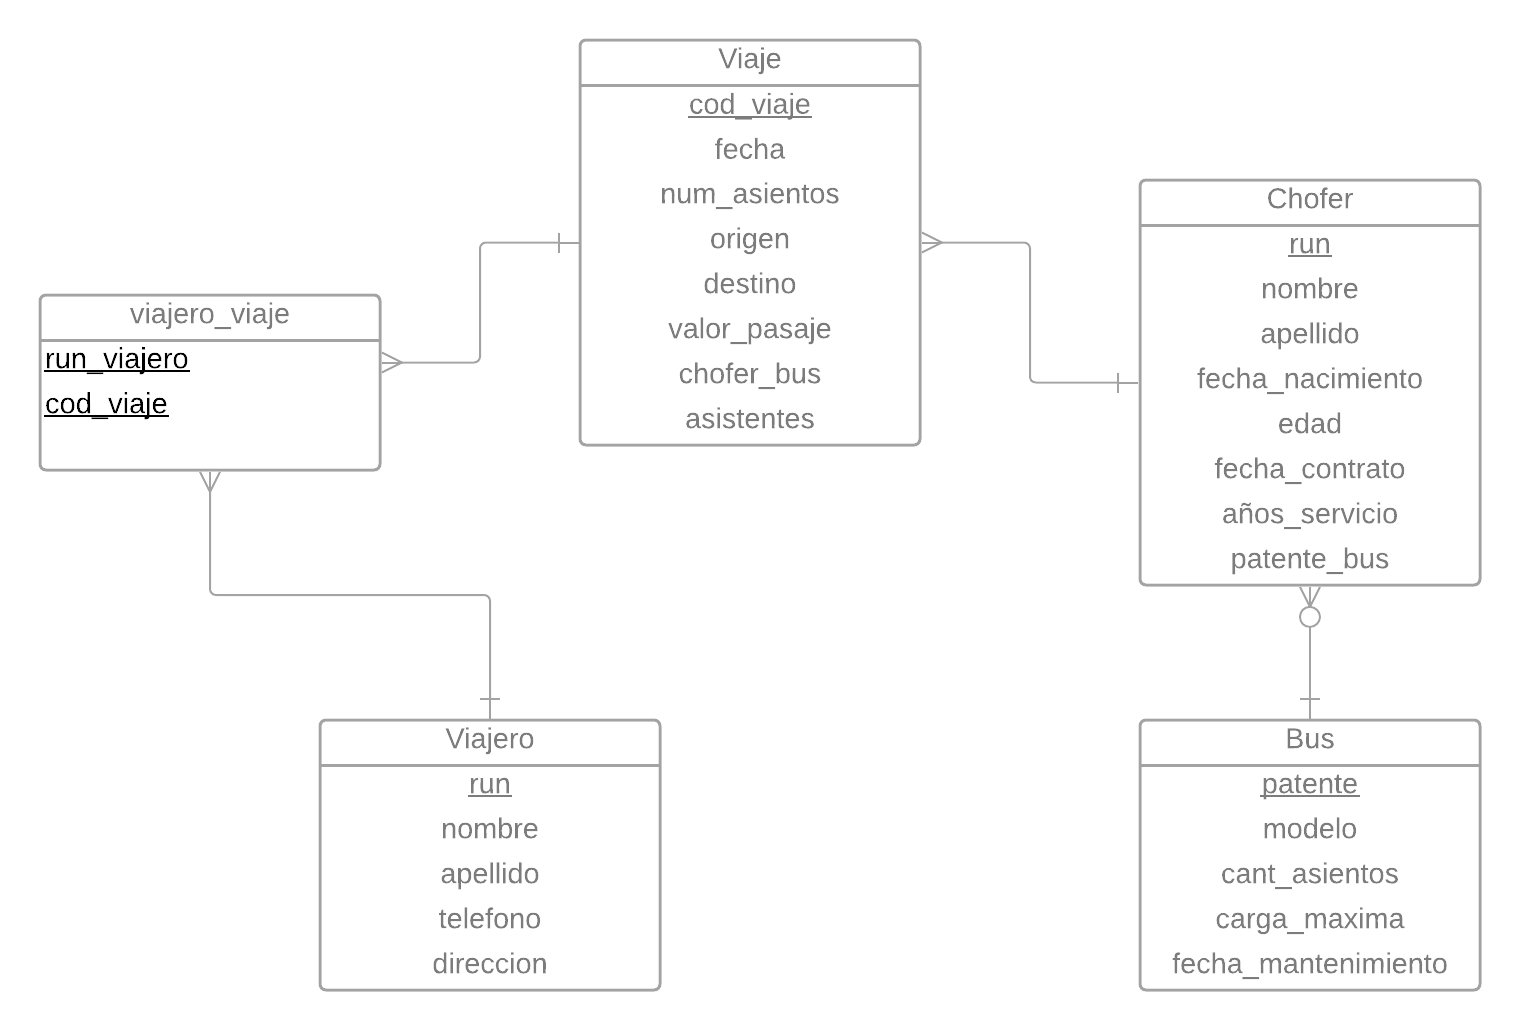 Viaje
cod_viaje
fecha
num_asientos
origen
destino
valor_pasaje
chofer_bus
asistentes
Chofer
run
nombre
apellido
fecha_nacimiento
edad
fecha_contrato
años_servicio
patente_bus
viajero_viaje
run_viajero
cod_viaje
Viajero
run
nombre
apellido
telefono
direccion
Bus
patente
modelo
cant_asientos
carga_maxima
fecha_mantenimiento